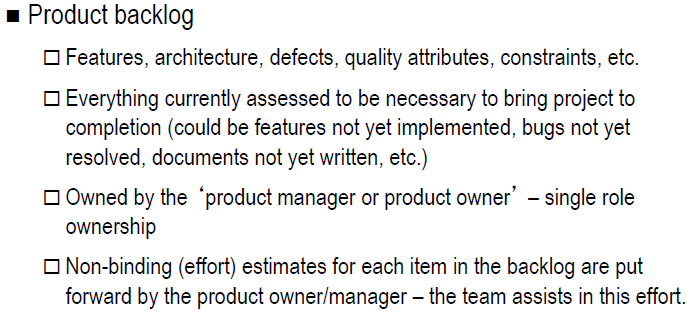 ■ Product backlog
□ Features, architecture, defects, quality attributes, constraints, etc.
□ Everything currently assessed to be necessary to bring project to
completion (could be features not yet implemented, bugs not yet
resolved, documents not yet written, etc.)
□ Owned by the ‘product manager or product owner’ – single role
ownership
□ Non-binding (effort) estimates for each item in the backlog are put
forward by the product owner/manager – the team assists in this effort.